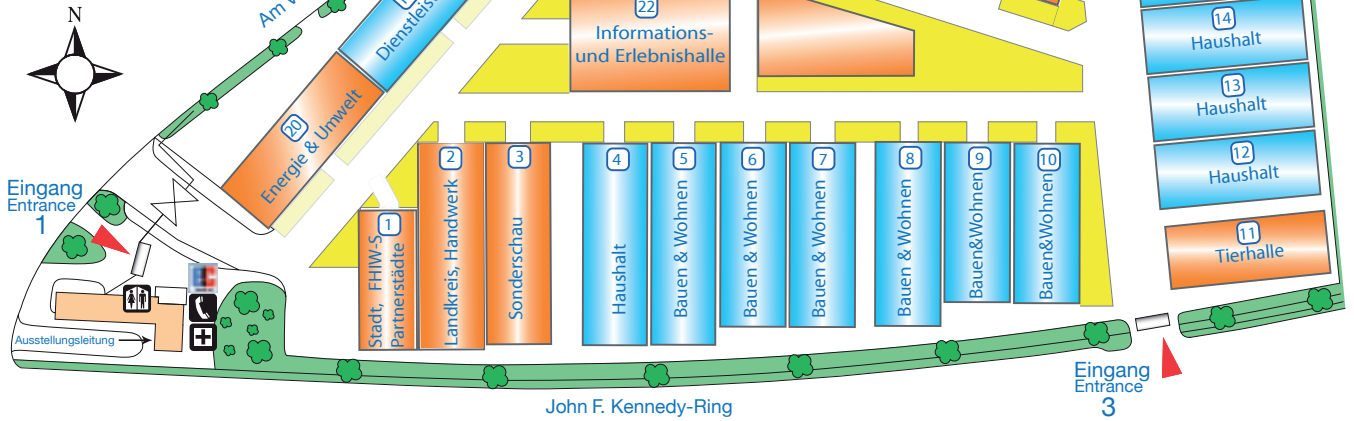 N
Am
Dienstleist
22
Informations-
und Erlebnishalle
14
Haushalt
13
Haushalt
12
Haushalt
11
Tierhalle
20
Energie & Umwelt
Eingang
Entrance
1
1
Stadt, FHIW-S
Partnerstädte
2
Landkreis, Handwerk
3
Sonderschau
4
Haushalt
5
Bauen & Wohnen
6
Bauen & Wohnen
7
Bauen & Wohnen
8
Bauen & Wohnen
9
Bauen&Wohnen
10
Bauen&Wohnen
Ausstellungsleitung
Eingang
Entrance
3
John F. Kennedy-Ring